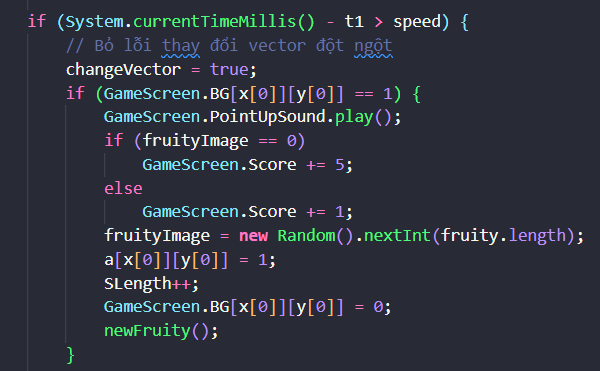 if (System.currentTimeMillis() - t1 > speed) {
// Bỏ lỗi thay đổi vector đột ngột
changeVector = true;
if (GameScreen.BG[x[0]][y[0]] == 1) {
GameScreen.PointUpSound.play();
if (fruityImage == 0)
GameScreen.Score += 5;
else
GameScreen.Score += 1;
fruityImage = new Random().nextInt(fruity.length);
a[x[0]][y[0]] = 1;
SLength++;
GameScreen.BG[x[0]][y[0]] = 0;
newFruity();
}